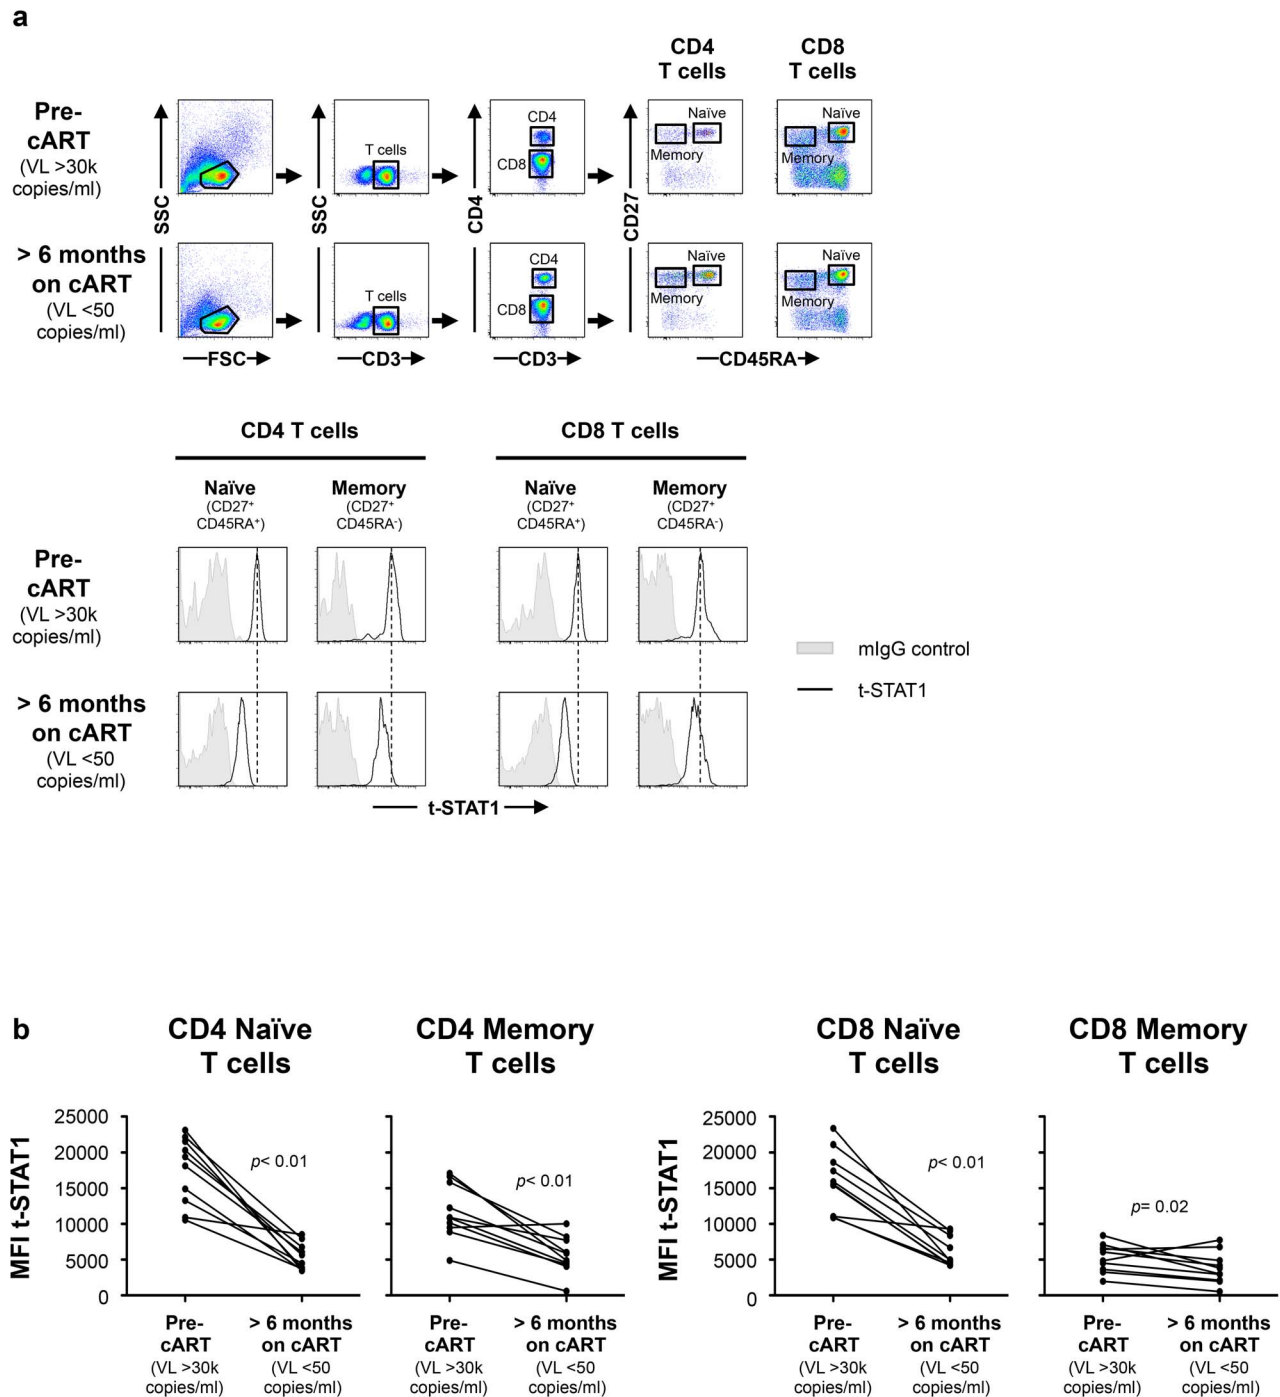 a
CD4
T cells
CD8
T cells
Pre-
cART
(VL >30k
copies/ml)
SSC
SSC
T cells
CD4
CD4
CD8
CD27
Naïve
Memory
Naïve
Memory
> 6 months
on cART
(VL <50
copies/ml)
T cells
CD4
CD8
Naïve
Memory
Naïve
Memory
FSC
CD3
CD3
CD45RA
CD4 T cells
CD8 T cells
Naïve
(CD27⁺
CD45RA⁺)
Memory
(CD27⁺
CD45RA⁻)
Naïve
(CD27⁺
CD45RA⁺)
Memory
(CD27⁺
CD45RA⁻)
Pre-
cART
(VL >30k
copies/ml)
mIgG control
t-STAT1
> 6 months
on cART
(VL <50
copies/ml)
t-STAT1
b
CD4 Naïve
T cells
CD4 Memory
T cells
CD8 Naïve
T cells
CD8 Memory
T cells
MFI t-STAT1
25000
20000
15000
10000
5000
0
p< 0.01
p< 0.01
MFI t-STAT1
25000
20000
15000
10000
5000
0
p< 0.01
p= 0.02
Pre-
cART
(VL >30k
copies/ml)
> 6 months
on cART
(VL <50
copies/ml)
Pre-
cART
(VL >30k
copies/ml)
> 6 months
on cART
(VL <50
copies/ml)
Pre-
cART
(VL >30k
copies/ml)
> 6 months
on cART
(VL <50
copies/ml)
Pre-
cART
(VL >30k
copies/ml)
> 6 months
on cART
(VL <50
copies/ml)